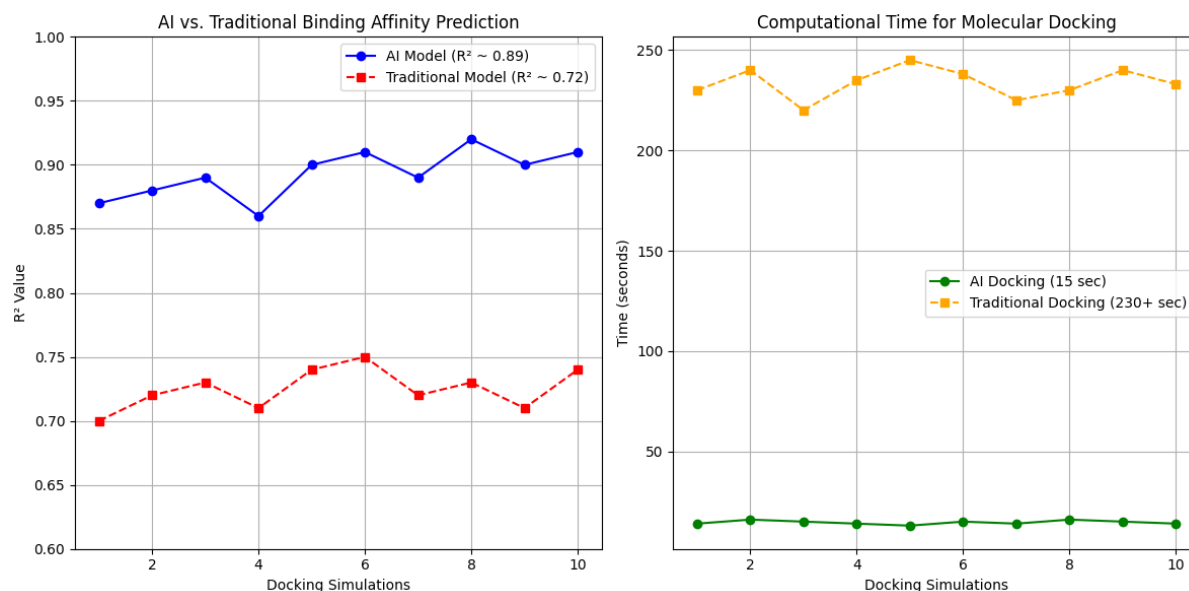 AI vs. Traditional Binding Affinity Prediction
1.00
0.95
0.90
0.85
0.80
0.75
0.70
0.65
0.60
R² Value
AI Model (R² ~ 0.89)
Traditional Model (R² ~ 0.72)
2 4 6 8 10
Docking Simulations
Computational Time for Molecular Docking
250
200
150
100
50
Time (seconds)
AI Docking (15 sec)
Traditional Docking (230+ sec)
2 4 6 8 10
Docking Simulations